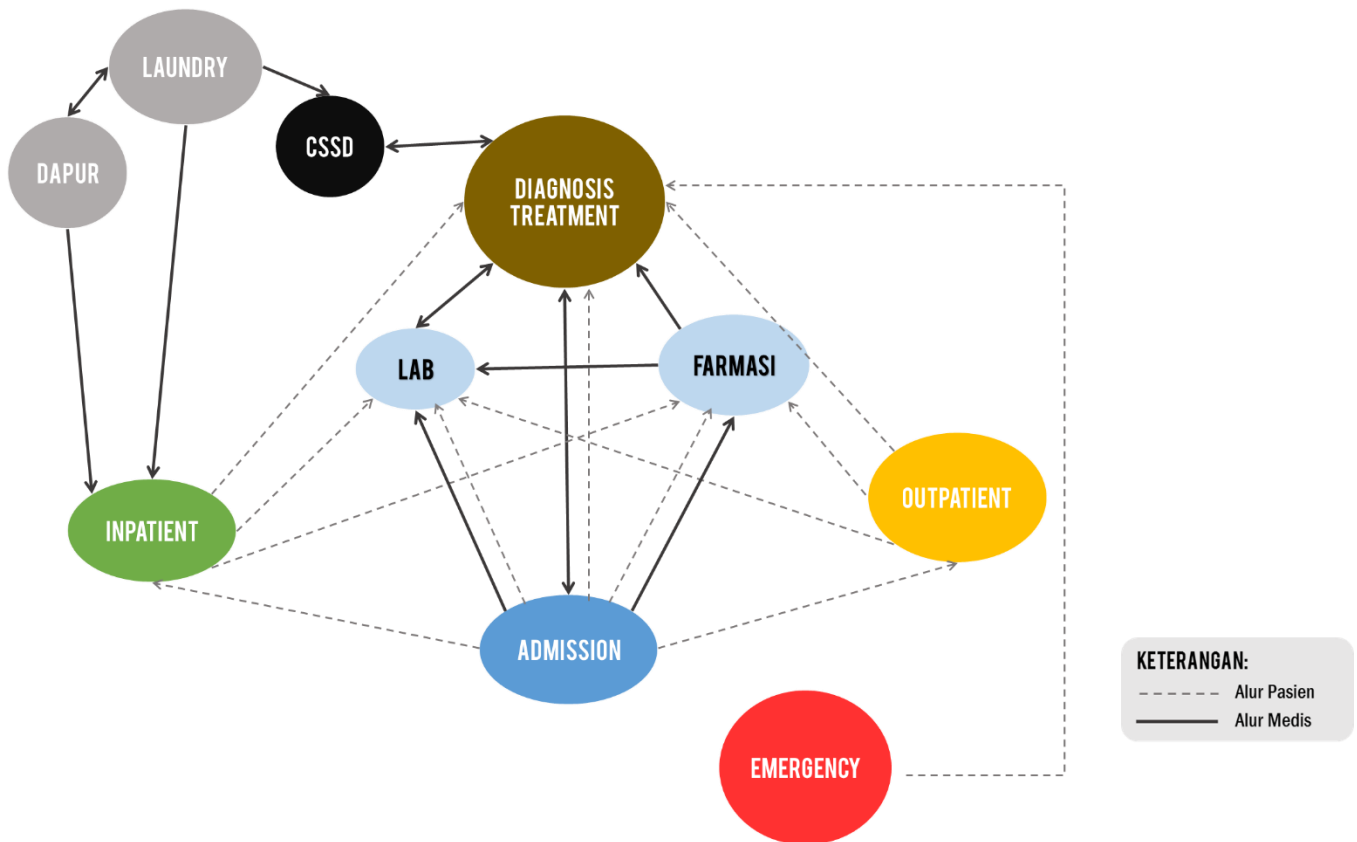 LAUNDRY
CSSD
DAPUR
DIAGNOSIS
TREATMENT
LAB
FARMASI
INPATIENT
OUTPATIENT
ADMISSION
EMERGENCY
KETERANGAN:
Alur Pasien
Alur Medis